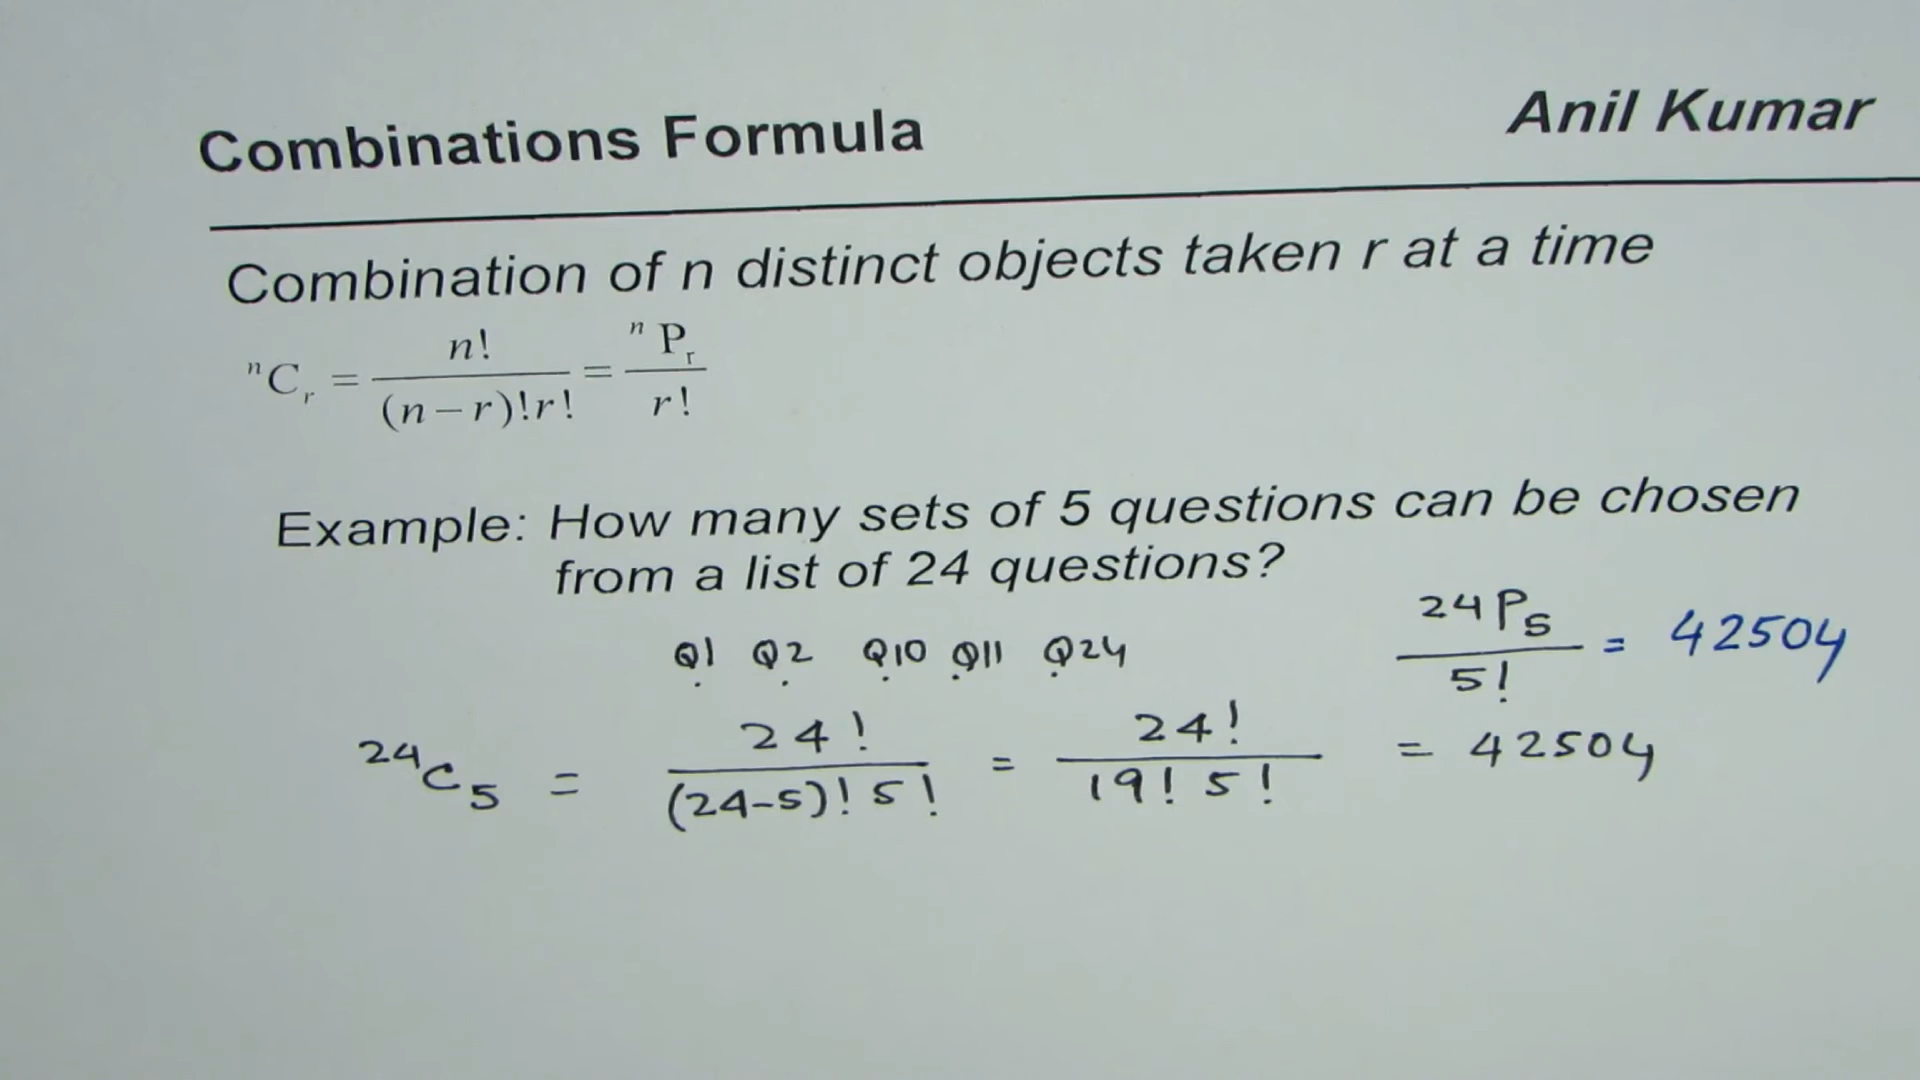 Combinations Formula
Anil Kumar
Combination of n distinct objects taken r at a time
ⁿCᵣ = n! / (n−r)!r! = ⁿPᵣ / r!
Example: How many sets of 5 questions can be chosen
from a list of 24 questions?
24P₅ / 5! = 42504
Q1 Q2 Q10 Q11 Q24
²⁴C₅ = 24! / (24-5)! 5! = 24! / 19! 5! = 42504